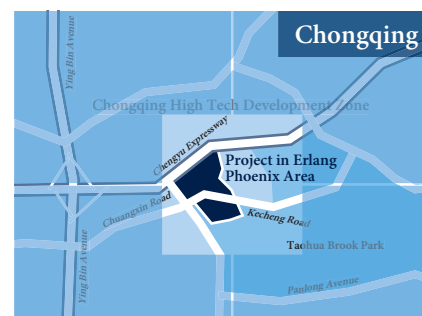 Chongqing
Ying Bin Avenue
Chongqing High Tech Development Zone
Chengyu Expressway
Project in Erlang
Phoenix Area
Chuangxin Road
Kecheng Road
Taohua Brook Park
Ying Bin Avenue
Panlong Avenue